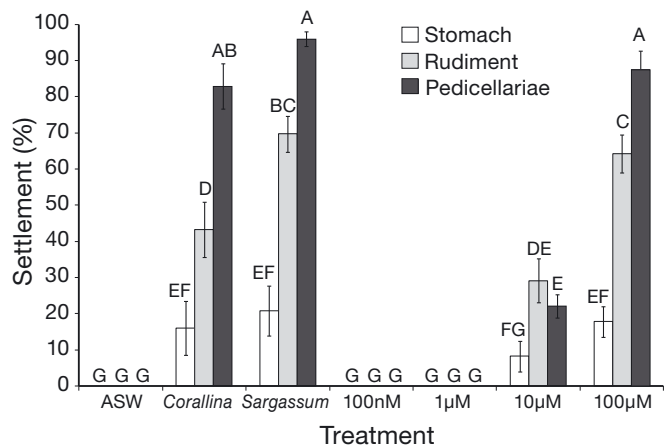 100
90
80
70
60
50
40
30
20
10
0
Settlement (%)
Stomach
Rudiment
Pedicellariae
G G G
EF
D
AB
EF
BC
A
G G G
G G G
FG
DE
E
EF
C
A
ASW Corallina Sargassum 100nM 1µM 10µM 100µM
Treatment